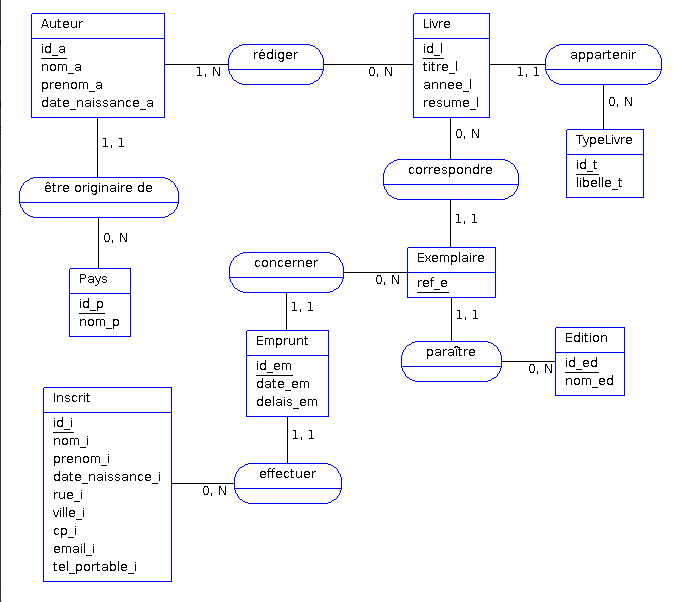 Auteur
id_a
nom_a
prenom_a
date_naissance_a
1, N
rédiger
0, N
Livre
id_l
titre_l
annee_l
resume_l
1, 1
appartenir
0, N
TypeLivre
id_t
libelle_t
1, 1
être originaire de
0, N
Pays
id_p
nom_p
0, N
correspondre
1, 1
Exemplaire
ref_e
concerner
0, N
1, 1
Emprunt
id_em
date_em
delais_em
1, 1
paraître
0, N
Edition
id_ed
nom_ed
Inscrit
id_i
nom_i
prenom_i
date_naissance_i
rue_i
ville_i
cp_i
email_i
tel_portable_i
1, 1
effectuer
0, N